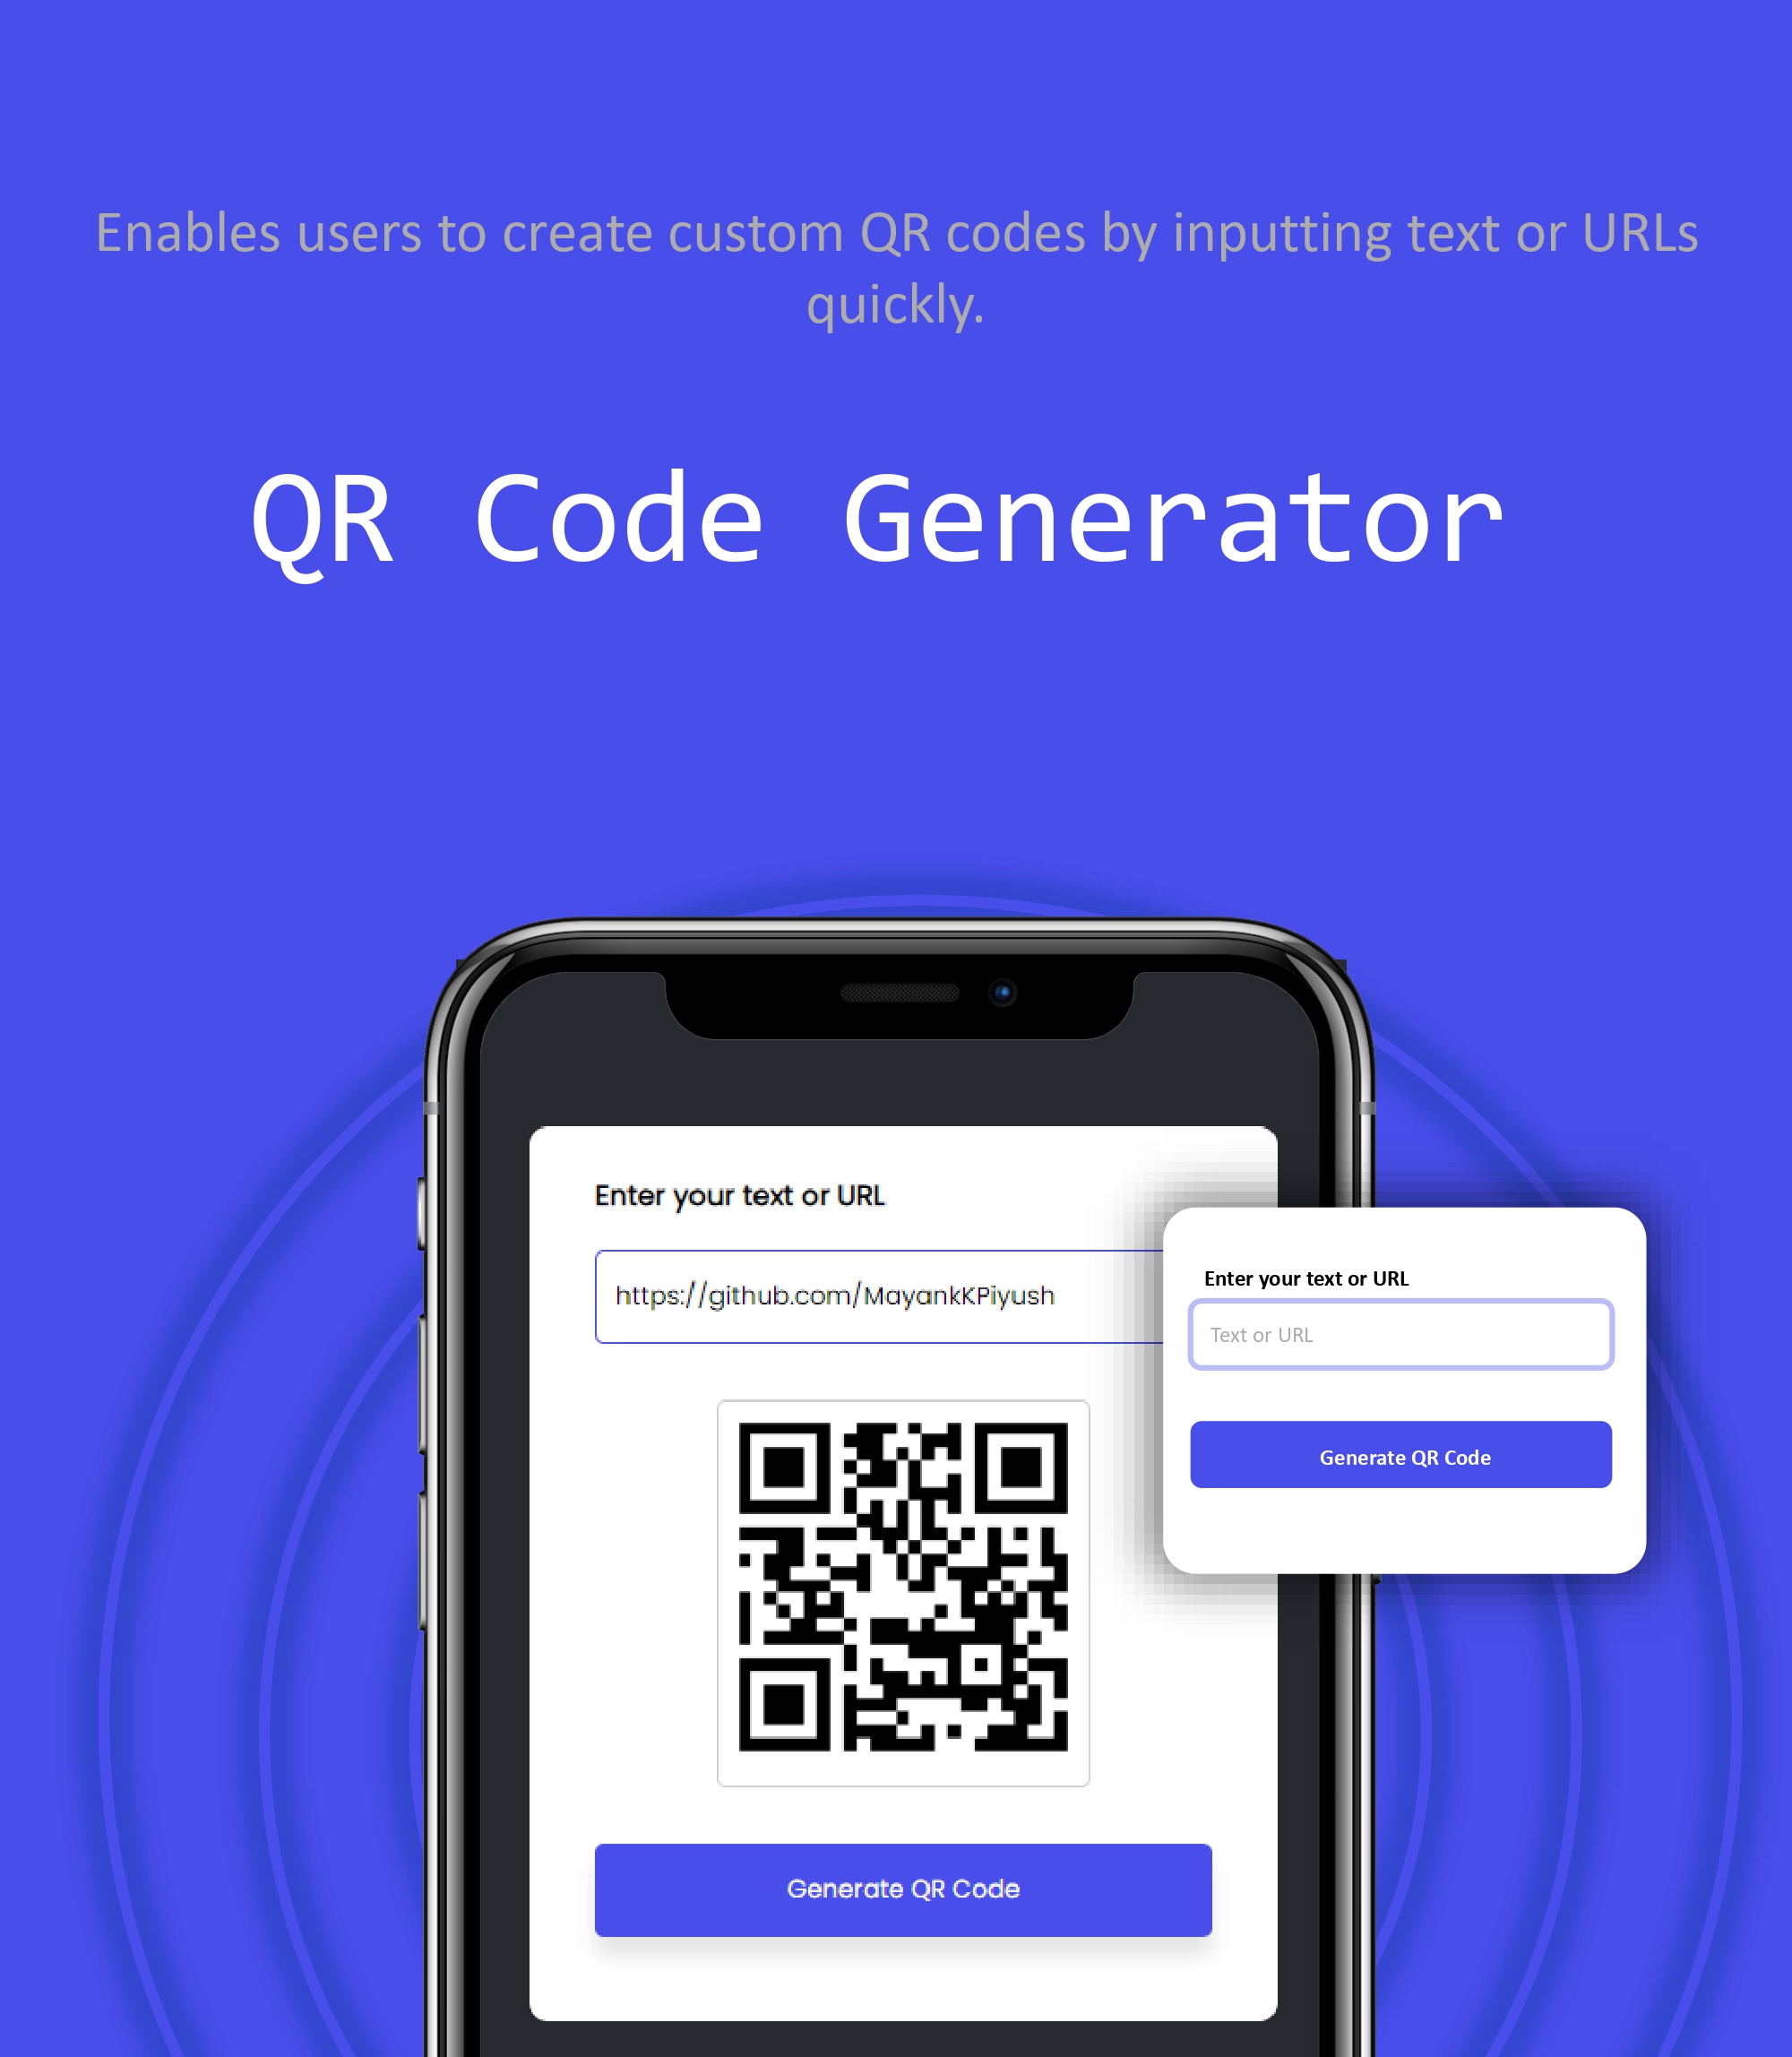 Enables users to create custom QR codes by inputting text or URLs
quickly.
QR Code Generator
Enter your text or URL
https://github.com/MayankKPiyush
Generate QR Code
Enter your text or URL
Text or URL
Generate QR Code